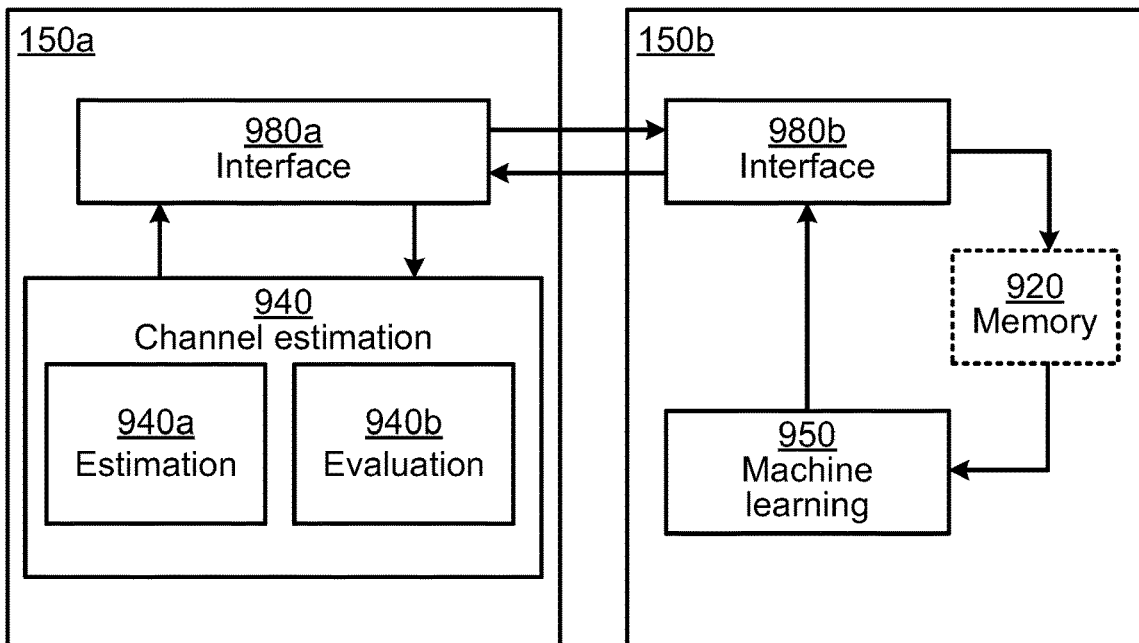 150a
980a
Interface
940
Channel estimation
940a
Estimation
940b
Evaluation
150b
980b
Interface
920
Memory
950
Machine
learning